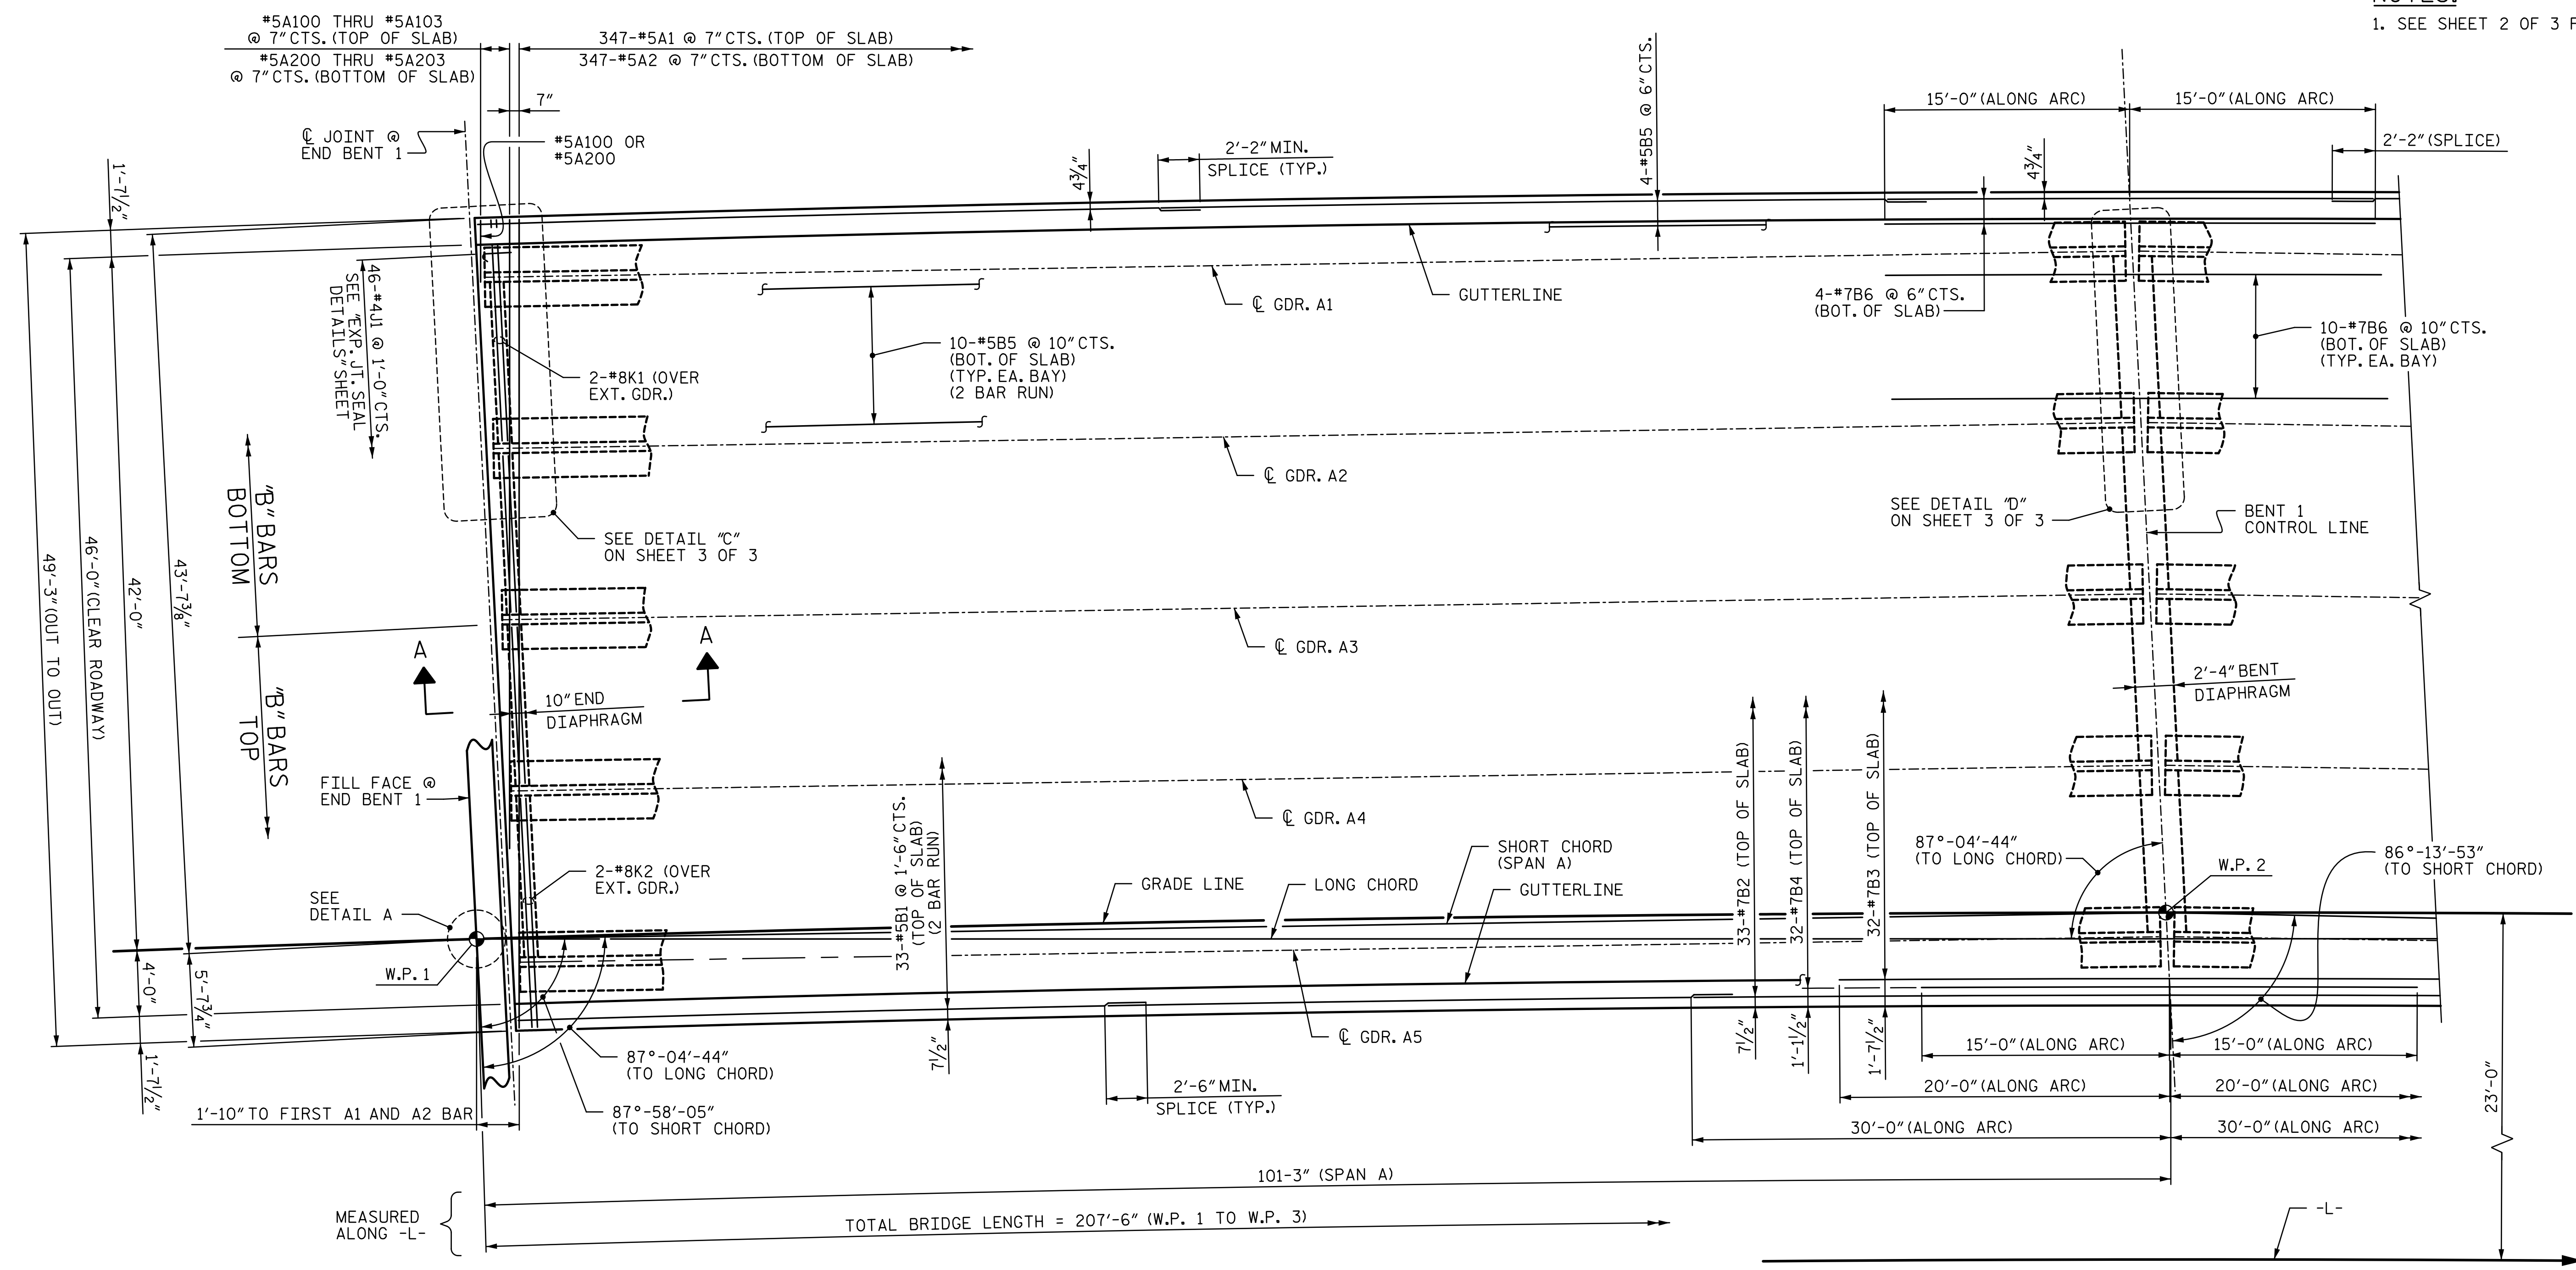 NOTES:
1. SEE SHEET 2 OF 3 F
#5A100 THRU #5A103
@ 7" CTS. (TOP OF SLAB)
#5A200 THRU #5A203
@ 7" CTS. (BOTTOM OF SLAB)
347-#5A1 @ 7" CTS. (TOP OF SLAB)
347-#5A2 @ 7" CTS. (BOTTOM OF SLAB)
7"
℄ JOINT @
END BENT 1
#5A100 OR
#5A200
4¾"
2'-2" MIN.
SPLICE (TYP.)
4-#5B5 @ 6" CTS.
15'-0" (ALONG ARC)
15'-0" (ALONG ARC)
4¾"
2'-2" (SPLICE)
1'-7½"
46-#4J1 @ 1'-0" CTS.
SEE "EXP. JT. SEAL
DETAILS" SHEET
℄ GDR. A1
GUTTERLINE
4-#7B6 @ 6" CTS.
(BOT. OF SLAB)
10-#7B6 @ 10" CTS.
(BOT. OF SLAB)
(TYP. EA. BAY)
10-#5B5 @ 10" CTS.
(BOT. OF SLAB)
(TYP. EA. BAY)
(2 BAR RUN)
2-#8K1 (OVER
EXT. GDR.)
℄ GDR. A2
SEE DETAIL "C"
ON SHEET 3 OF 3
SEE DETAIL "D"
ON SHEET 3 OF 3
BENT 1
CONTROL LINE
"B" BARS
BOTTOM
49'-3" (OUT TO OUT)
46'-0" (CLEAR ROADWAY)
42'-0"
43'-7⅜"
A
A
℄ GDR. A3
"B" BARS
TOP
10" END
DIAPHRAGM
2'-4" BENT
DIAPHRAGM
FILL FACE @
END BENT 1
33-#5B1 @ 1'-6" CTS.
(TOP OF SLAB)
(2 BAR RUN)
℄ GDR. A4
33-#7B2 (TOP OF SLAB)
32-#7B4 (TOP OF SLAB)
32-#7B3 (TOP OF SLAB)
87°-04'-44"
(TO LONG CHORD)
86°-13'-53"
(TO SHORT CHORD)
W.P. 2
2-#8K2 (OVER
EXT. GDR.)
SHORT CHORD
(SPAN A)
GRADE LINE
LONG CHORD
GUTTERLINE
SEE
DETAIL A
W.P. 1
4'-0"
5'-7¾"
1'-7½"
℄ GDR. A5
7½"
7½"
1'-1½"
1'-7½"
15'-0" (ALONG ARC)
15'-0" (ALONG ARC)
87°-04'-44"
(TO LONG CHORD)
87°-58'-05"
(TO SHORT CHORD)
2'-6" MIN.
SPLICE (TYP.)
20'-0" (ALONG ARC)
20'-0" (ALONG ARC)
23'-0"
1'-10" TO FIRST A1 AND A2 BAR
30'-0" (ALONG ARC)
30'-0" (ALONG ARC)
101-3" (SPAN A)
MEASURED
ALONG -L-
TOTAL BRIDGE LENGTH = 207'-6" (W.P. 1 TO W.P. 3)
-L-